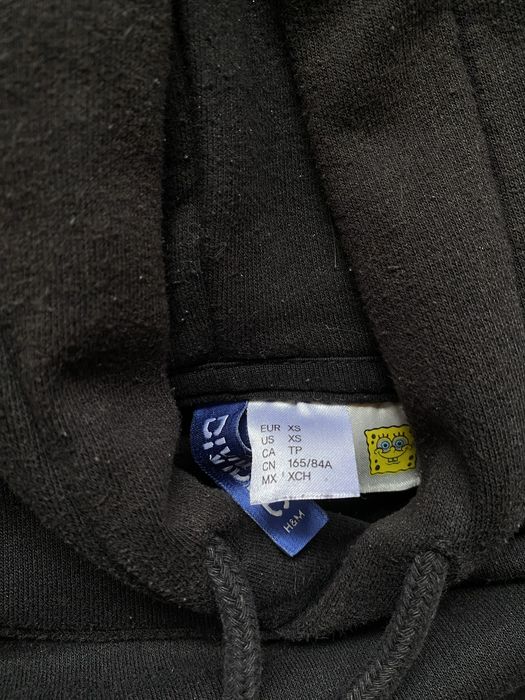 EUR XS
US XS
CA TP
CN 165/84A
MX XCH
H&M